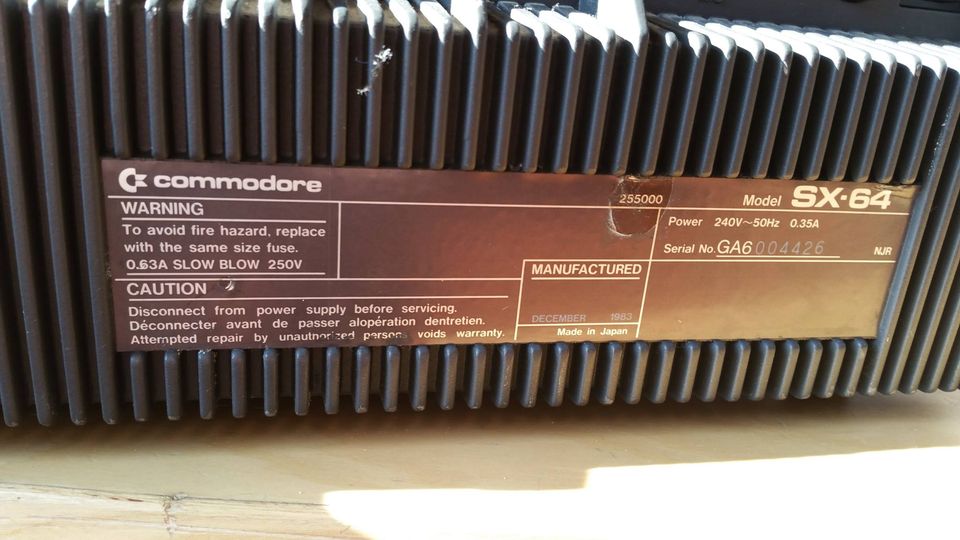 commodore
WARNING
To avoid fire hazard, replace
with the same size fuse.
0.63A SLOW BLOW 250V
CAUTION
Disconnect from power supply before servicing.
Déconnecter avant de passer alopération dentretien.
Attempted repair by unauthorized persons voids warranty.
MANUFACTURED
DECEMBER 1983
Made in Japan
255000
Model SX-64
Power 240V~50Hz 0.35A
Serial No. GA6 004426
NJR